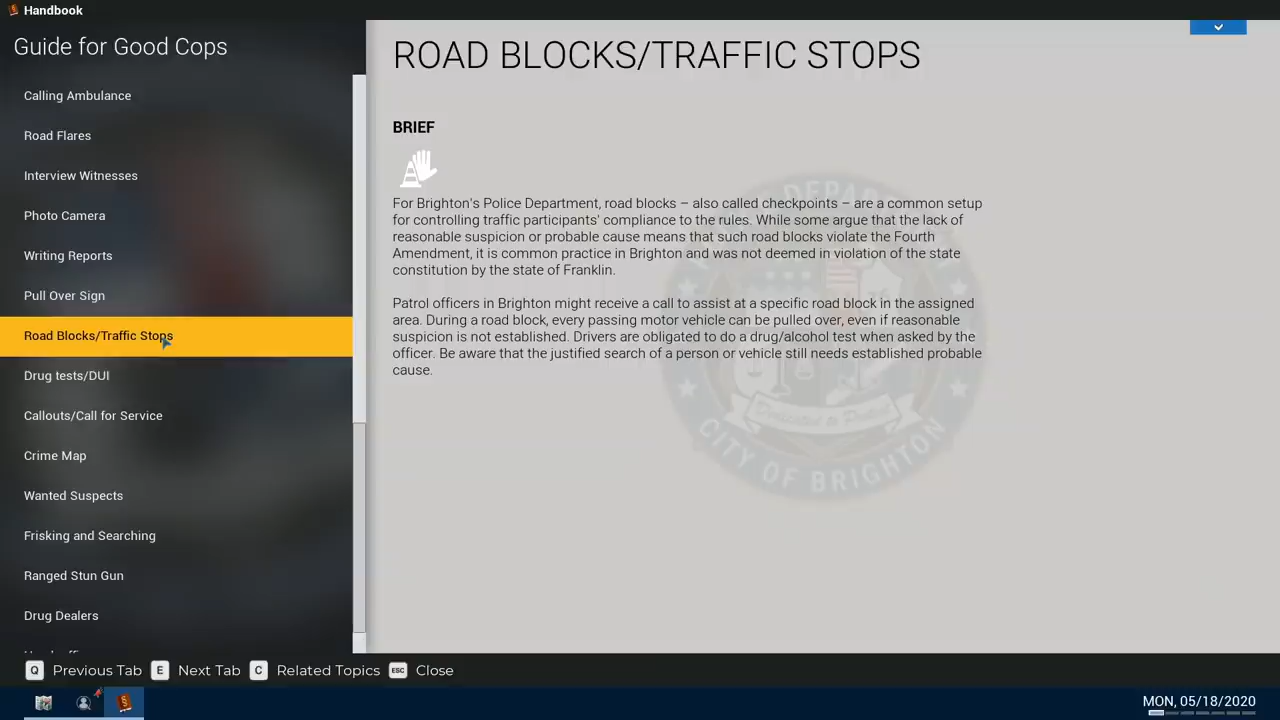 Handbook
Guide for Good Cops
Calling Ambulance
Road Flares
Interview Witnesses
Photo Camera
Writing Reports
Pull Over Sign
Road Blocks/Traffic Stops
Drug tests/DUI
Callouts/Call for Service
Crime Map
Wanted Suspects
Frisking and Searching
Ranged Stun Gun
Drug Dealers
ROAD BLOCKS/TRAFFIC STOPS
BRIEF
For Brighton's Police Department, road blocks – also called checkpoints – are a common setup
for controlling traffic participants' compliance to the rules. While some argue that the lack of
reasonable suspicion or probable cause means that such road blocks violate the Fourth
Amendment, it is common practice in Brighton and was not deemed in violation of the state
constitution by the state of Franklin.
Patrol officers in Brighton might receive a call to assist at a specific road block in the assigned
area. During a road block, every passing motor vehicle can be pulled over, even if reasonable
suspicion is not established. Drivers are obligated to do a drug/alcohol test when asked by the
officer. Be aware that the justified search of a person or vehicle still needs established probable
cause.
CITY OF BRIGHTON
Q Previous Tab E Next Tab C Related Topics ESC Close
MON, 05/18/2020